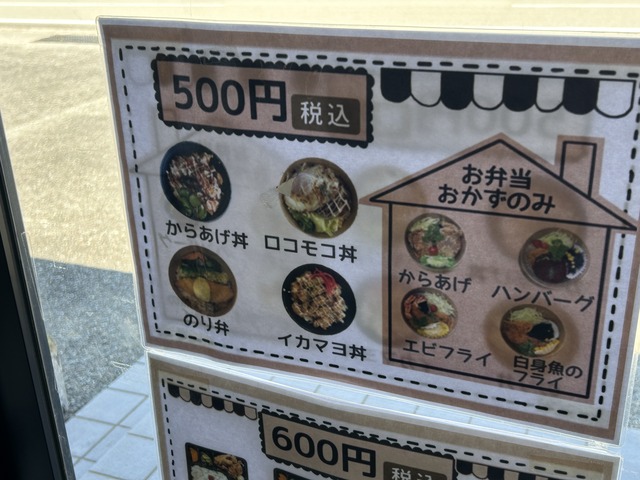 500円 税込
からあげ丼
ロコモコ丼
のり弁
イカマヨ丼
お弁当
おかずのみ
からあげ
ハンバーグ
エビフライ
白身魚の
フライ
600円 税込